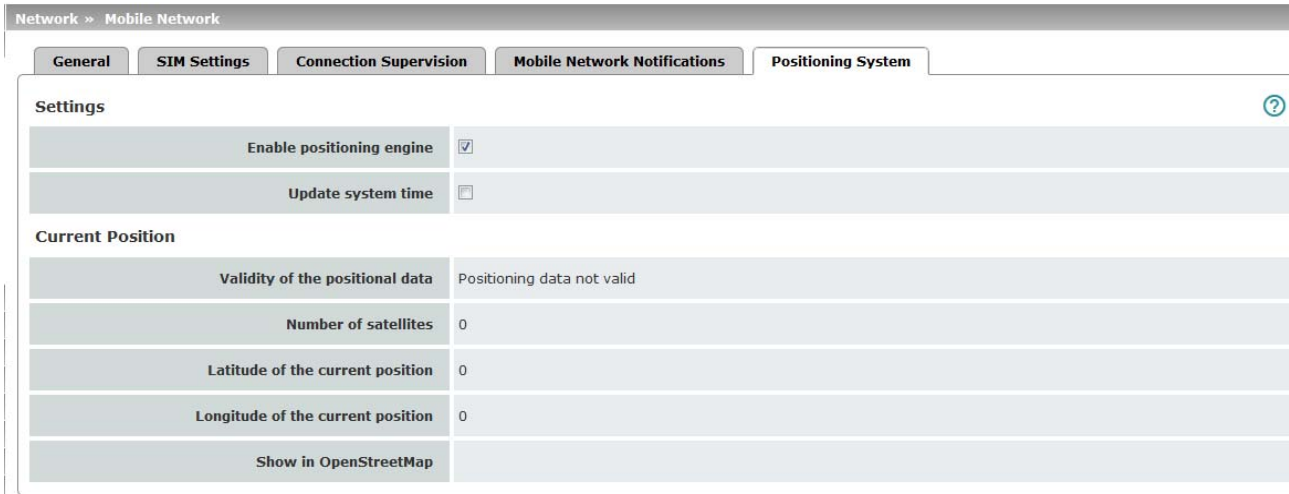 Network » Mobile Network
General SIM Settings Connection Supervision Mobile Network Notifications Positioning System
Settings ?
Enable positioning engine
Update system time
Current Position
Validity of the positional data Positioning data not valid
Number of satellites 0
Latitude of the current position 0
Longitude of the current position 0
Show in OpenStreetMap